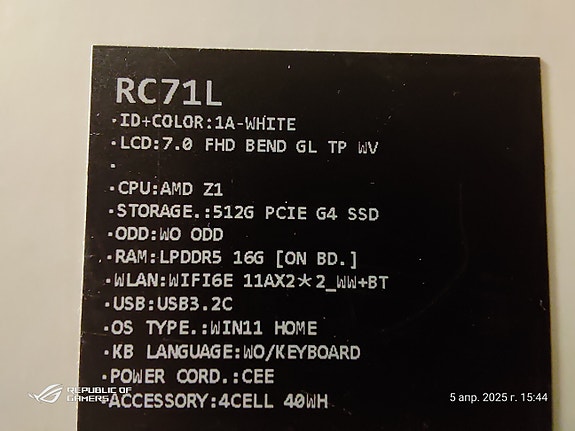 RC71L
·ID+COLOR:1A-WHITE
·LCD:7.0 FHD BEND GL TP WV
·
·CPU:AMD Z1
·STORAGE.:512G PCIE G4 SSD
·ODD:WO ODD
·RAM:LPDDR5 16G [ON BD.]
·WLAN:WIFI6E 11AX2*2_WW+BT
·USB:USB3.2C
·OS TYPE.:WIN11 HOME
·KB LANGUAGE:WO/KEYBOARD
·POWER CORD.:CEE
·ACCESSORY:4CELL 40WH
REPUBLIC OF
GAMERS
5 апр. 2025 г. 15:44